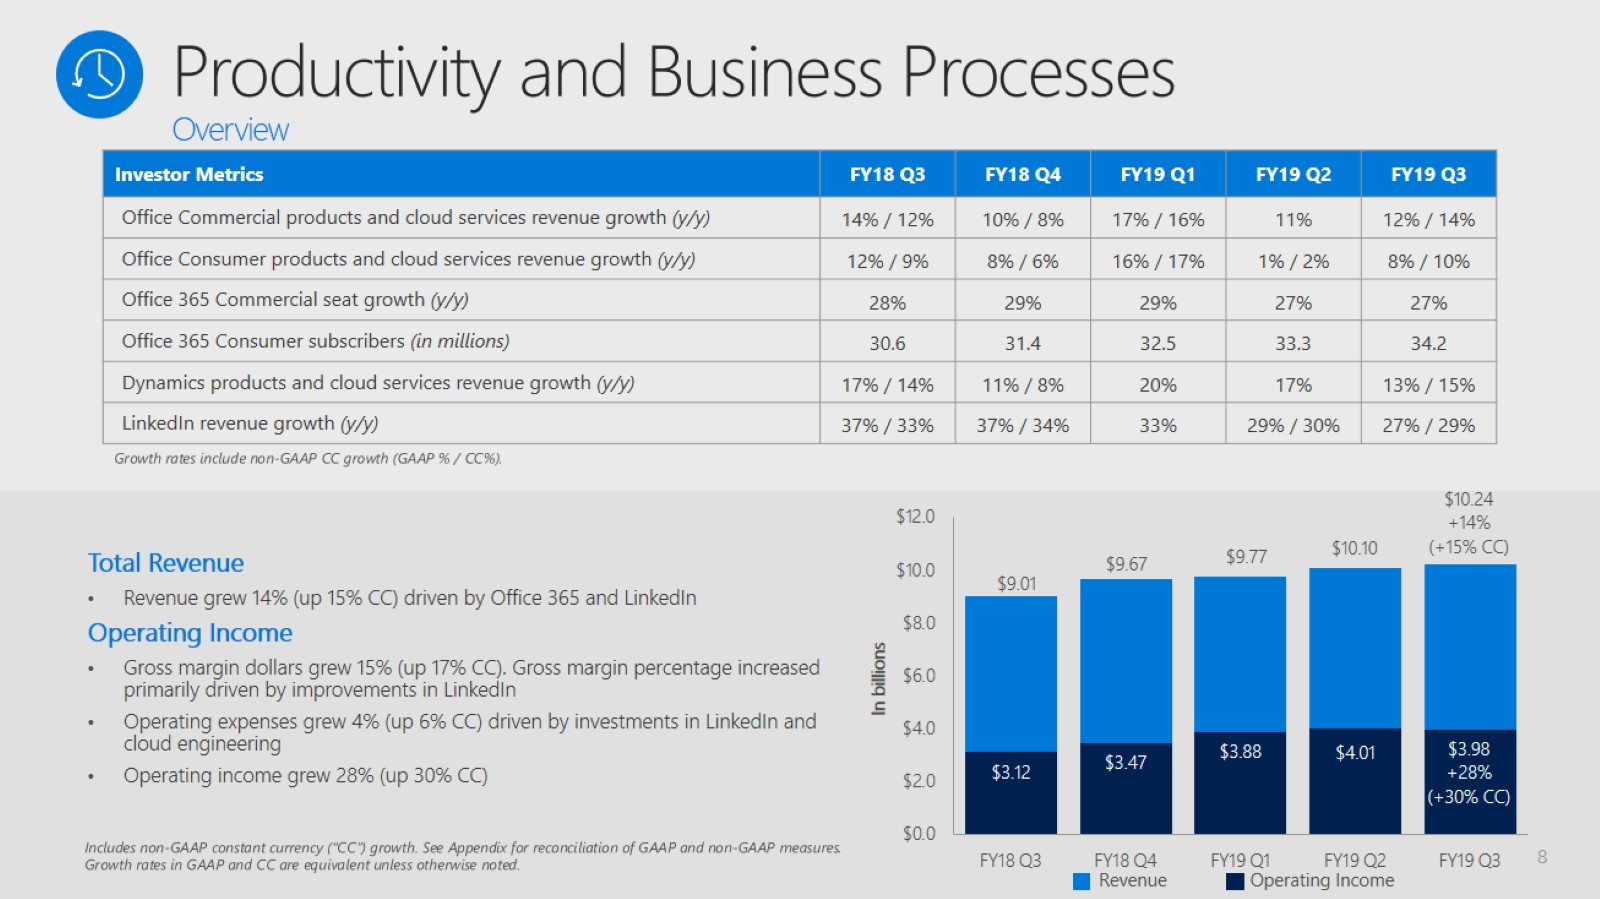 Productivity and Business Processes
Overview
Investor Metrics FY18 Q3 FY18 Q4 FY19 Q1 FY19 Q2 FY19 Q3
Office Commercial products and cloud services revenue growth (y/y) 14% / 12% 10% / 8% 17% / 16% 11% 12% / 14%
Office Consumer products and cloud services revenue growth (y/y) 12% / 9% 8% / 6% 16% / 17% 1% / 2% 8% / 10%
Office 365 Commercial seat growth (y/y) 28% 29% 29% 27% 27%
Office 365 Consumer subscribers (in millions) 30.6 31.4 32.5 33.3 34.2
Dynamics products and cloud services revenue growth (y/y) 17% / 14% 11% / 8% 20% 17% 13% / 15%
LinkedIn revenue growth (y/y) 37% / 33% 37% / 34% 33% 29% / 30% 27% / 29%
Growth rates include non-GAAP CC growth (GAAP % / CC%).
Total Revenue
• Revenue grew 14% (up 15% CC) driven by Office 365 and LinkedIn
Operating Income
• Gross margin dollars grew 15% (up 17% CC). Gross margin percentage increased
primarily driven by improvements in LinkedIn
• Operating expenses grew 4% (up 6% CC) driven by investments in LinkedIn and
cloud engineering
• Operating income grew 28% (up 30% CC)
Includes non-GAAP constant currency ("CC") growth. See Appendix for reconciliation of GAAP and non-GAAP measures.
Growth rates in GAAP and CC are equivalent unless otherwise noted.
In billions
$12.0
$10.0
$8.0
$6.0
$4.0
$2.0
$0.0
$9.01
$9.67
$9.77
$10.10
$10.24
+14%
(+15% CC)
$3.12
$3.47
$3.88
$4.01
$3.98
+28%
(+30% CC)
FY18 Q3 FY18 Q4 FY19 Q1 FY19 Q2 FY19 Q3
Revenue Operating Income
8